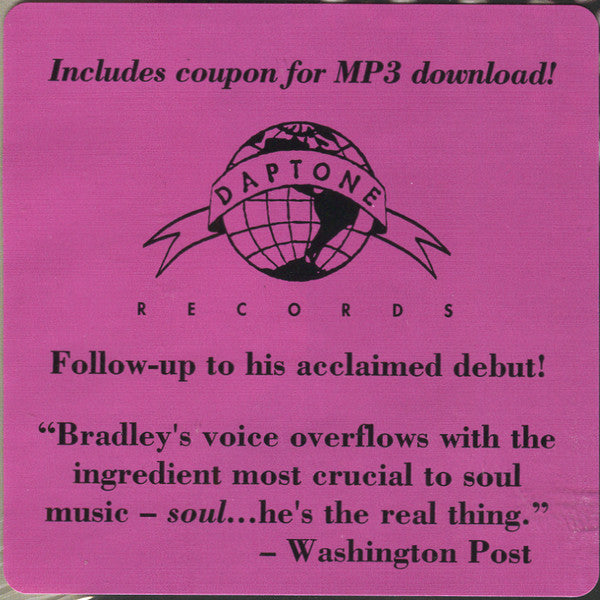 Includes coupon for MP3 download!
DAPTONE
RECORDS
Follow-up to his acclaimed debut!
“Bradley's voice overflows with the
ingredient most crucial to soul
music – soul...he's the real thing.”
– Washington Post